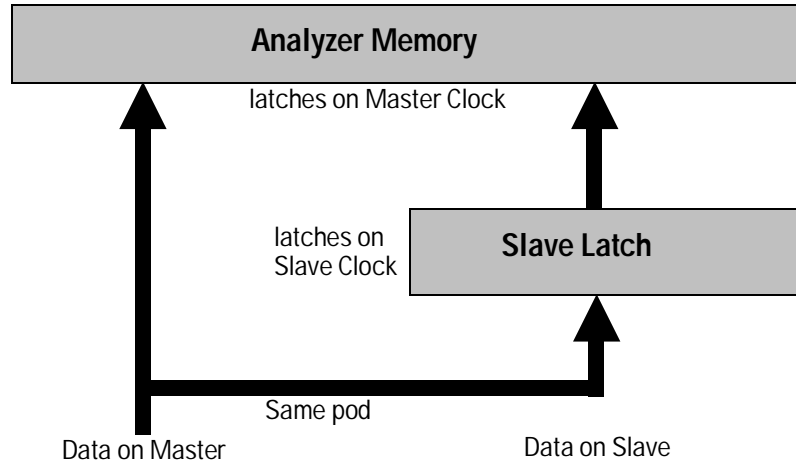 Analyzer Memory
latches on Master Clock
latches on
Slave Clock
Slave Latch
Same pod
Data on Master
Data on Slave